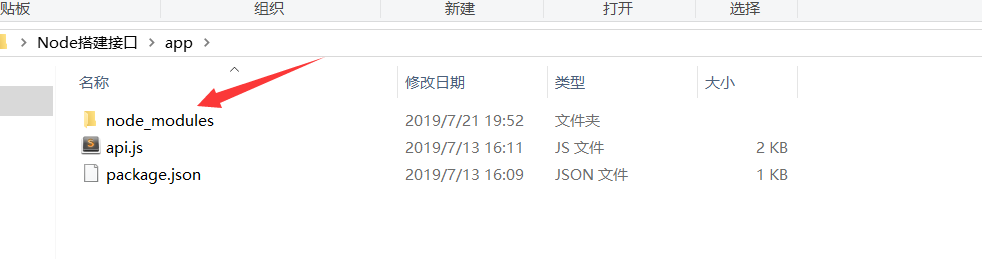 贴板 组织 新建 打开 选择
Node搭建接口 app
名称 修改日期 类型 大小
node_modules 2019/7/21 19:52 文件夹
api.js 2019/7/13 16:11 JS 文件 2 KB
package.json 2019/7/13 16:09 JSON 文件 1 KB